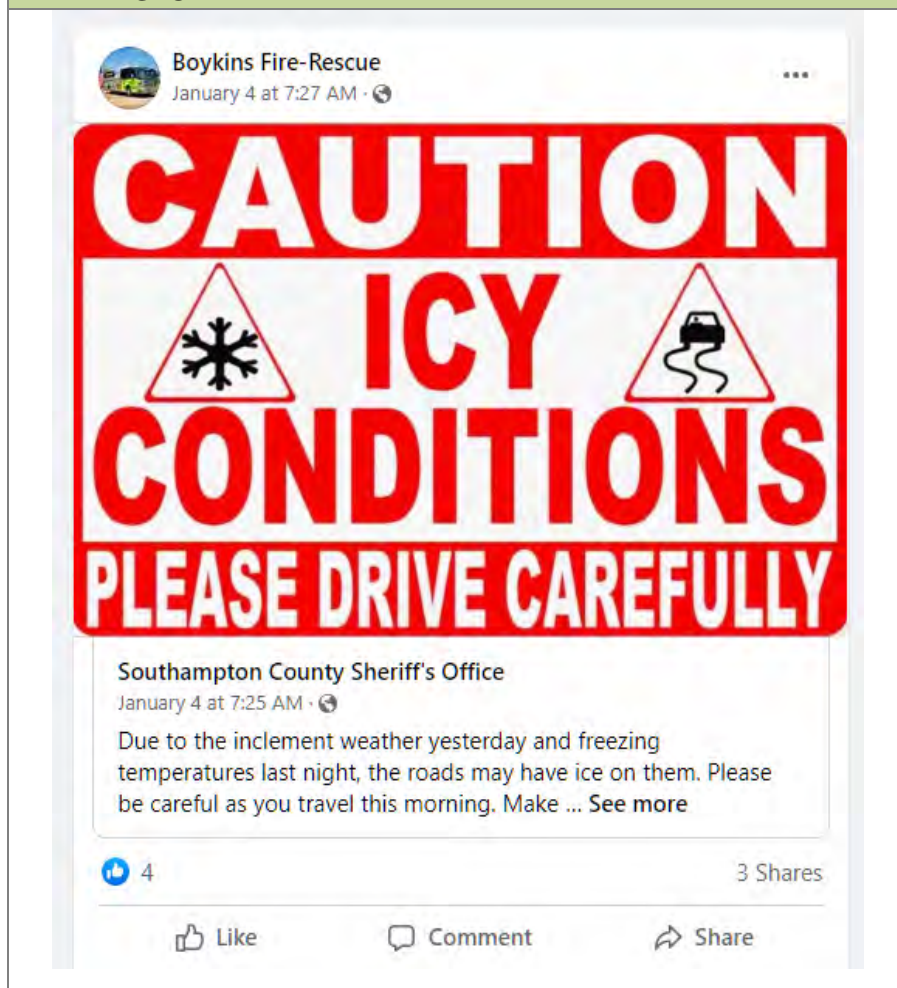 Boykins Fire-Rescue
January 4 at 7:27 AM ·
CAUTION
ICY
CONDITIONS
PLEASE DRIVE CAREFULLY
Southampton County Sheriff's Office
January 4 at 7:25 AM ·
Due to the inclement weather yesterday and freezing
temperatures last night, the roads may have ice on them. Please
be careful as you travel this morning. Make ... See more
4
3 Shares
Like
Comment
Share